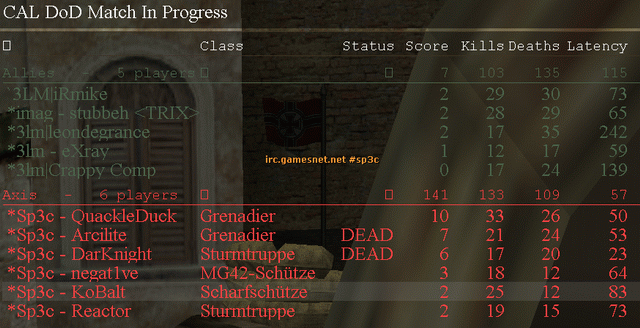 CAL DoD Match In Progress
Class Status Score Kills Deaths Latency
Allies - 5 players 7 103 135 115
`3LM|iRmike 2 29 30 73
*imag - stubbeh <TRIX> 2 28 29 65
*3lm|leondegrance 2 17 35 242
*3lm - eXray 1 12 17 59
*3lm|Crappy Comp 0 17 24 139
irc.gamesnet.net #sp3c
Axis - 6 players 141 133 109 57
*Sp3c - QuackleDuck Grenadier 10 33 26 50
*Sp3c - Arcilite Grenadier DEAD 7 21 24 53
*Sp3c - DarKnight Sturmtruppe DEAD 6 17 20 23
*Sp3c - negat1ve MG42-Schütze 3 18 12 64
*Sp3c - KoBalt Scharfschütze 2 25 12 83
*Sp3c - Reactor Sturmtruppe 2 19 15 73